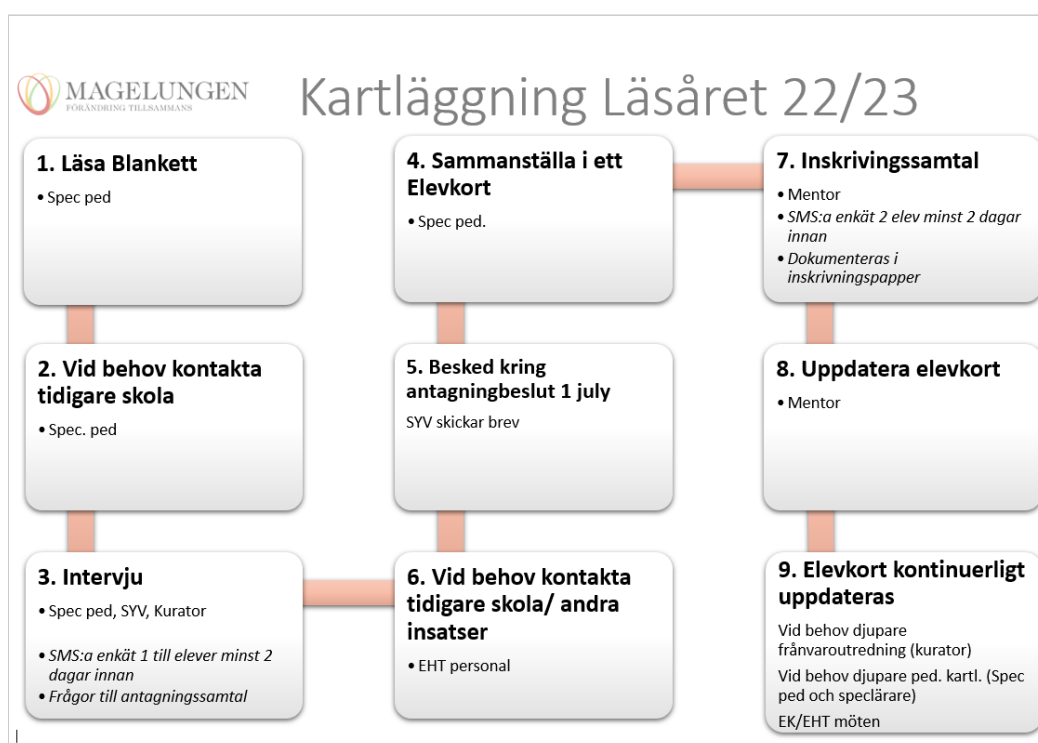 MAGELUNGEN
FÖRÄNDRING TILLSAMMANS
Kartläggning Läsåret 22/23
1. Läsa Blankett
• Spec ped
2. Vid behov kontakta
tidigare skola
• Spec. ped
3. Intervju
• Spec ped, SYV, Kurator
• SMS:a enkät 1 till elever minst 2
dagar innan
• Frågor till antagningssamtal
4. Sammanställa i ett
Elevkort
• Spec ped.
5. Besked kring
antagningbeslut 1 july
SYV skickar brev
6. Vid behov kontakta
tidigare skola/ andra
insatser
• EHT personal
7. Inskrivingssamtal
• Mentor
• SMS:a enkät 2 elev minst 2 dagar
innan
• Dokumenteras i
inskrivningspapper
8. Uppdatera elevkort
• Mentor
9. Elevkort kontinuerligt
uppdateras
Vid behov djupare
frånvaroutredning (kurator)
Vid behov djupare ped. kartl. (Spec
ped och speclärare)
EK/EHT möten